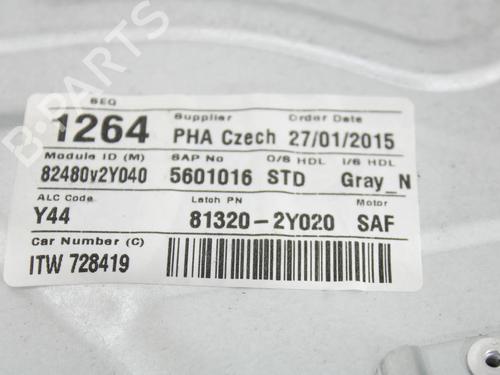 SEQ Supplier Order Date
1264 PHA Czech 27/01/2015
Module ID (M) SAP No O/S HDL I/S HDL
82480v2Y040 5601016 STD Gray_N
ALC Code Latch PN Motor
Y44 81320-2Y020 SAF
Car Number (C)
ITW 728419
B-PARTS